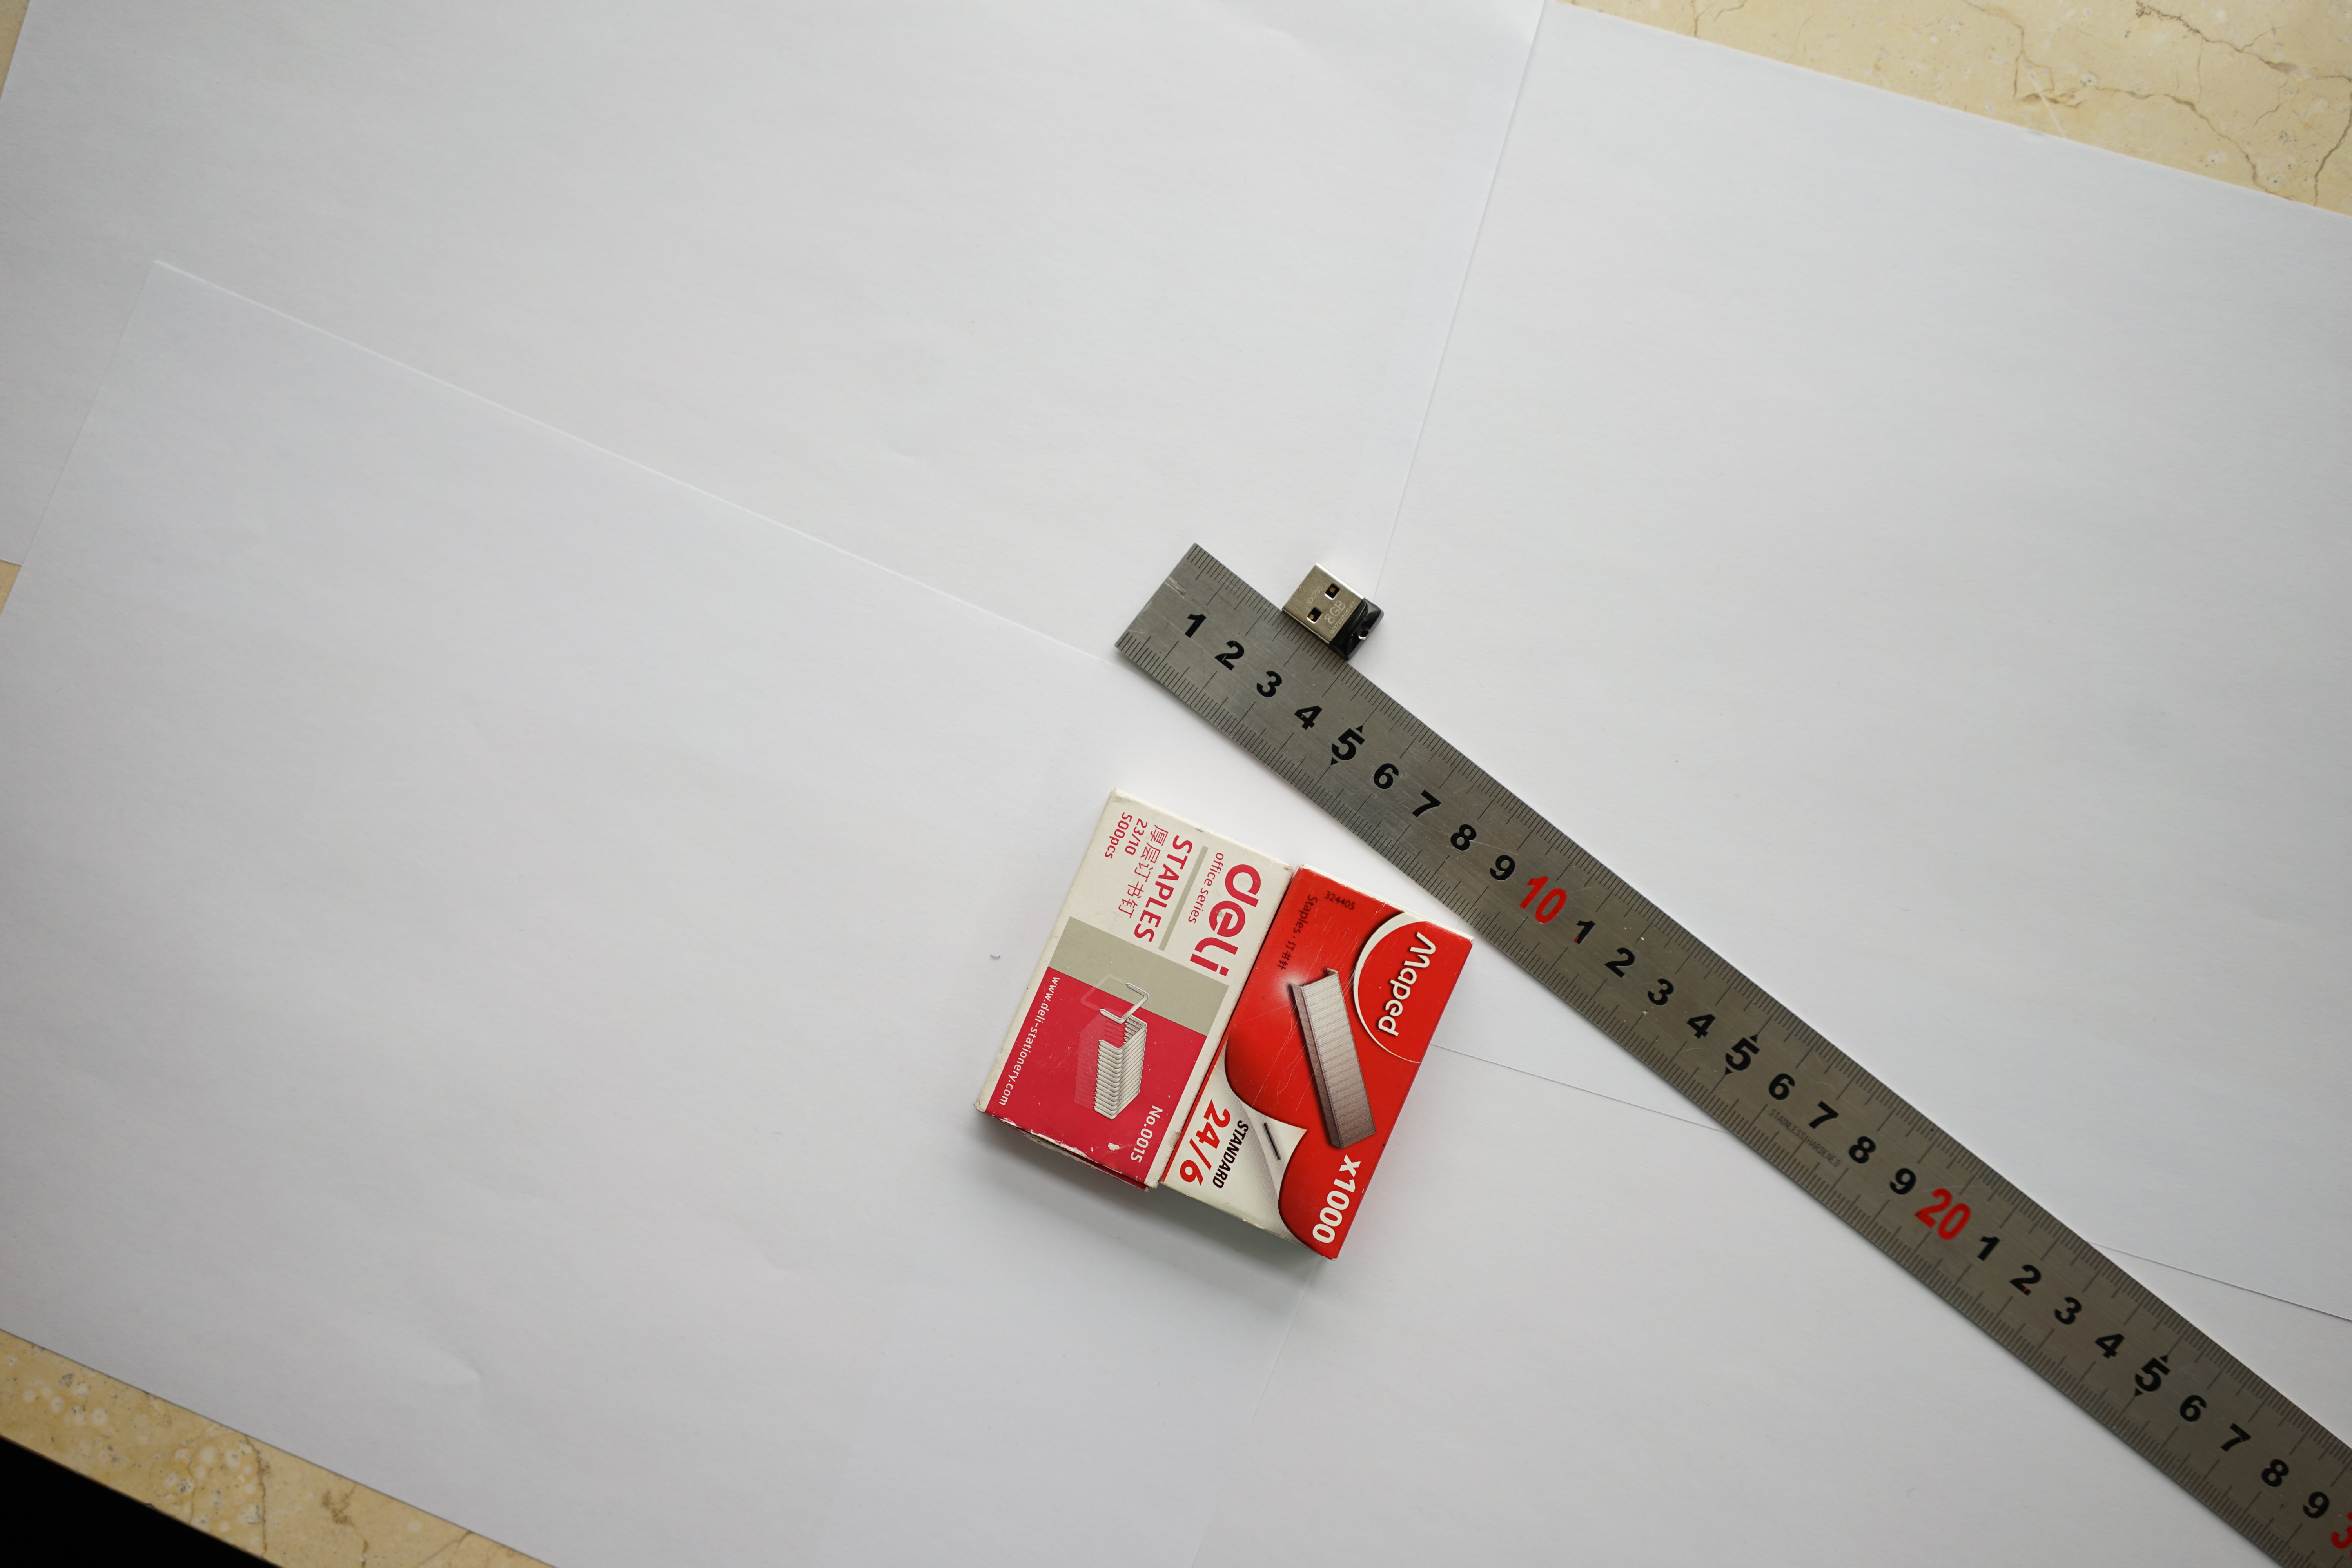 8GB
1 2 3 4 5 6 7 8 9 10 1 2 3 4 5 6 7 8 9 20 1 2 3 4 5 6 7 8 9 3
STAINLESS HARDENED
deli
office series
STAPLES
厚层订书钉
23/10
500pcs
www.deli-stationery.com
No.0015
Maped
324405
Staples · 订书针
STANDARD
24/6
x1000